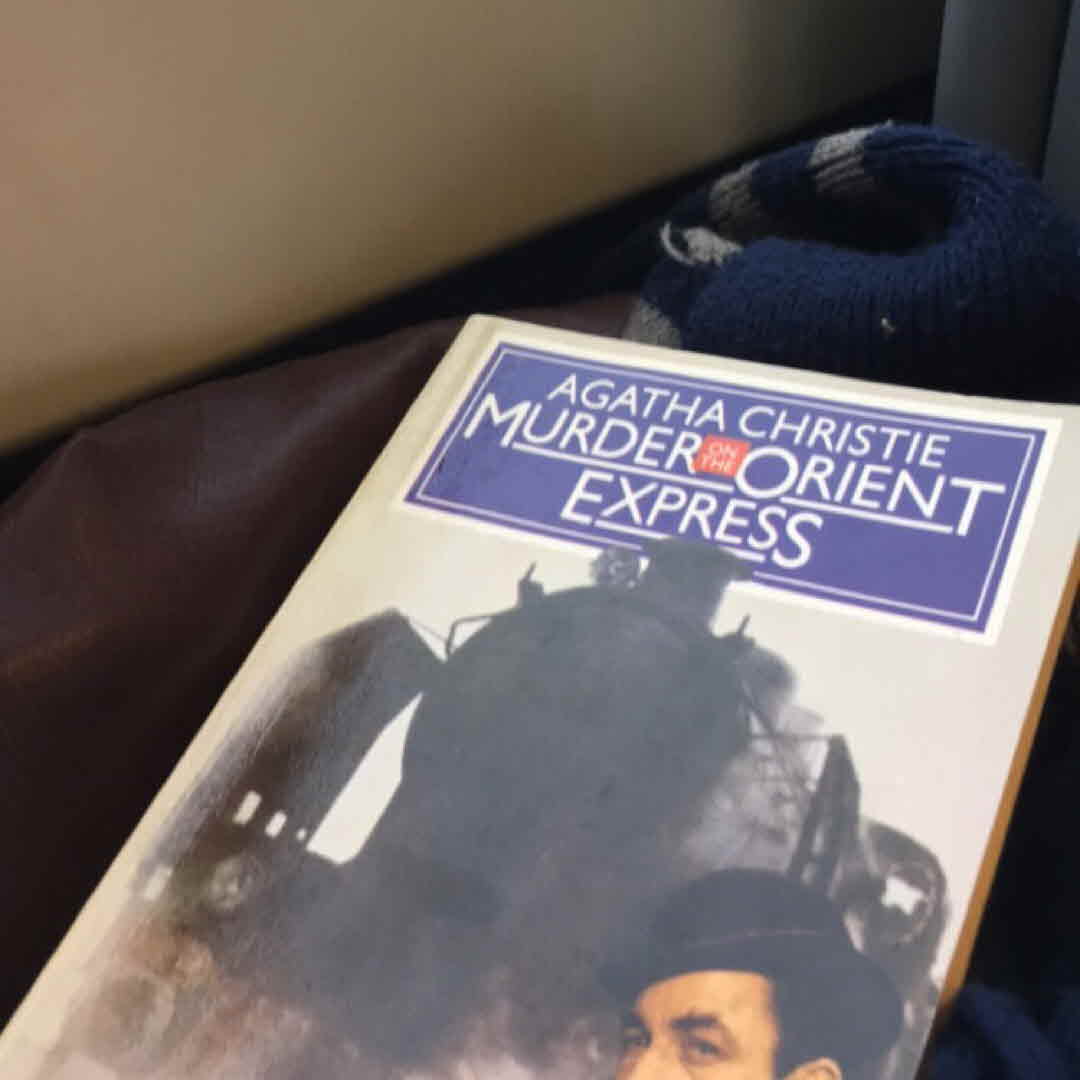 AGATHA CHRISTIE
MURDER ON THE ORIENT
EXPRESS